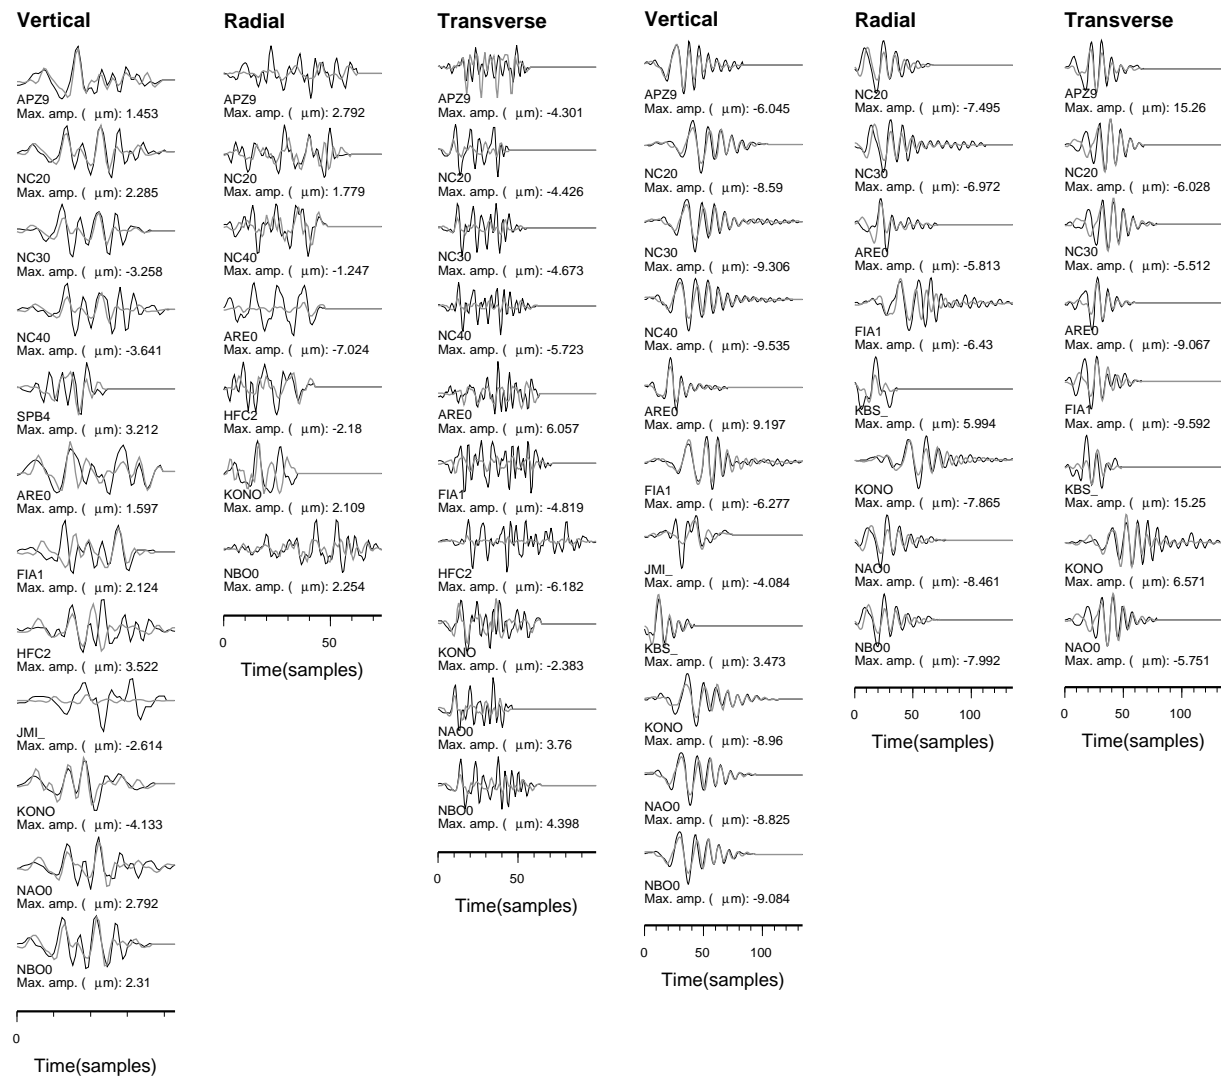 Vertical
APZ9
Max. amp. ( μm): 1.453
NC20
Max. amp. ( μm): 2.285
NC30
Max. amp. ( μm): -3.258
NC40
Max. amp. ( μm): -3.641
SPB4
Max. amp. ( μm): 3.212
ARE0
Max. amp. ( μm): 1.597
FIA1
Max. amp. ( μm): 2.124
HFC2
Max. amp. ( μm): 3.522
JMI_
Max. amp. ( μm): -2.614
KONO
Max. amp. ( μm): -4.133
NAO0
Max. amp. ( μm): 2.792
NBO0
Max. amp. ( μm): 2.31
0
Time(samples)
Radial
APZ9
Max. amp. ( μm): 2.792
NC20
Max. amp. ( μm): 1.779
NC40
Max. amp. ( μm): -1.247
ARE0
Max. amp. ( μm): -7.024
HFC2
Max. amp. ( μm): -2.18
KONO
Max. amp. ( μm): 2.109
NBO0
Max. amp. ( μm): 2.254
0 50
Time(samples)
Transverse
APZ9
Max. amp. ( μm): -4.301
NC20
Max. amp. ( μm): -4.426
NC30
Max. amp. ( μm): -4.673
NC40
Max. amp. ( μm): -5.723
ARE0
Max. amp. ( μm): 6.057
FIA1
Max. amp. ( μm): -4.819
HFC2
Max. amp. ( μm): -6.182
KONO
Max. amp. ( μm): -2.383
NAO0
Max. amp. ( μm): 3.76
NBO0
Max. amp. ( μm): 4.398
0 50
Time(samples)
Vertical
APZ9
Max. amp. ( μm): -6.045
NC20
Max. amp. ( μm): -8.59
NC30
Max. amp. ( μm): -9.306
NC40
Max. amp. ( μm): -9.535
ARE0
Max. amp. ( μm): 9.197
FIA1
Max. amp. ( μm): -6.277
JMI_
Max. amp. ( μm): -4.084
KBS_
Max. amp. ( μm): 3.473
KONO
Max. amp. ( μm): -8.96
NAO0
Max. amp. ( μm): -8.825
NBO0
Max. amp. ( μm): -9.084
0 50 100
Time(samples)
Radial
NC20
Max. amp. ( μm): -7.495
NC30
Max. amp. ( μm): -6.972
ARE0
Max. amp. ( μm): -5.813
FIA1
Max. amp. ( μm): -6.43
KBS_
Max. amp. ( μm): 5.994
KONO
Max. amp. ( μm): -7.865
NAO0
Max. amp. ( μm): -8.461
NBO0
Max. amp. ( μm): -7.992
0 50 100
Time(samples)
Transverse
APZ9
Max. amp. ( μm): 15.26
NC20
Max. amp. ( μm): -6.028
NC30
Max. amp. ( μm): -5.512
ARE0
Max. amp. ( μm): -9.067
FIA1
Max. amp. ( μm): -9.592
KBS_
Max. amp. ( μm): 15.25
KONO
Max. amp. ( μm): 6.571
NAO0
Max. amp. ( μm): -5.751
0 50 100
Time(samples)